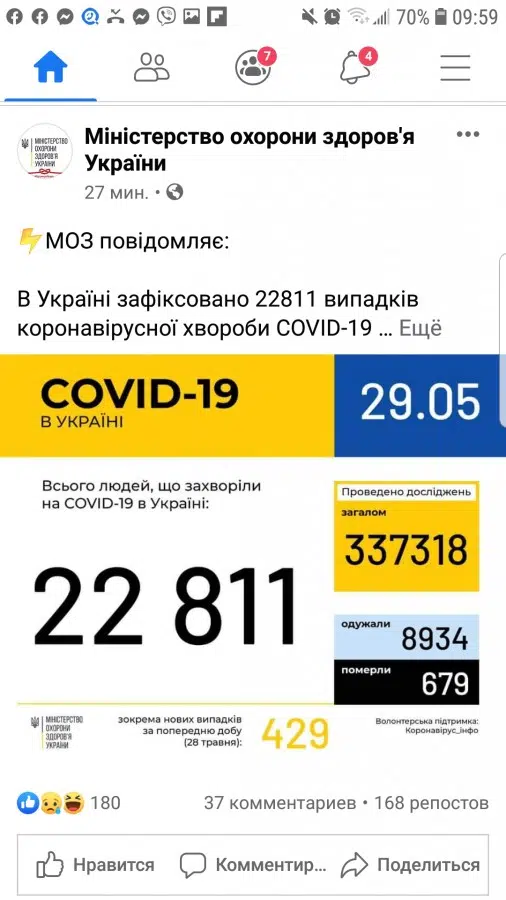 70% 09:59
7
4
МІНІСТЕРСТВО
ОХОРОНИ
ЗДОРОВ'Я
УКРАЇНИ
Міністерство охорони здоров'я
України
27 мин.
⚡МОЗ повідомляє:
В Україні зафіксовано 22811 випадків
коронавірусної хвороби COVID-19 ... Ещё
COVID-19
В УКРАЇНІ
29.05
Всього людей, що захворіли
на COVID-19 в Україні:
22 811
Проведено досліджень
загалом
337318
одужали
8934
померли
679
МІНІСТЕРСТВО
ОХОРОНИ
ЗДОРОВ'Я
УКРАЇНИ
зокрема нових випадків
за попередню добу
(28 травня):
429
Волонтерська підтримка:
Коронавірус_інфо
180
37 комментариев • 168 репостов
Нравится
Комментир...
Поделиться